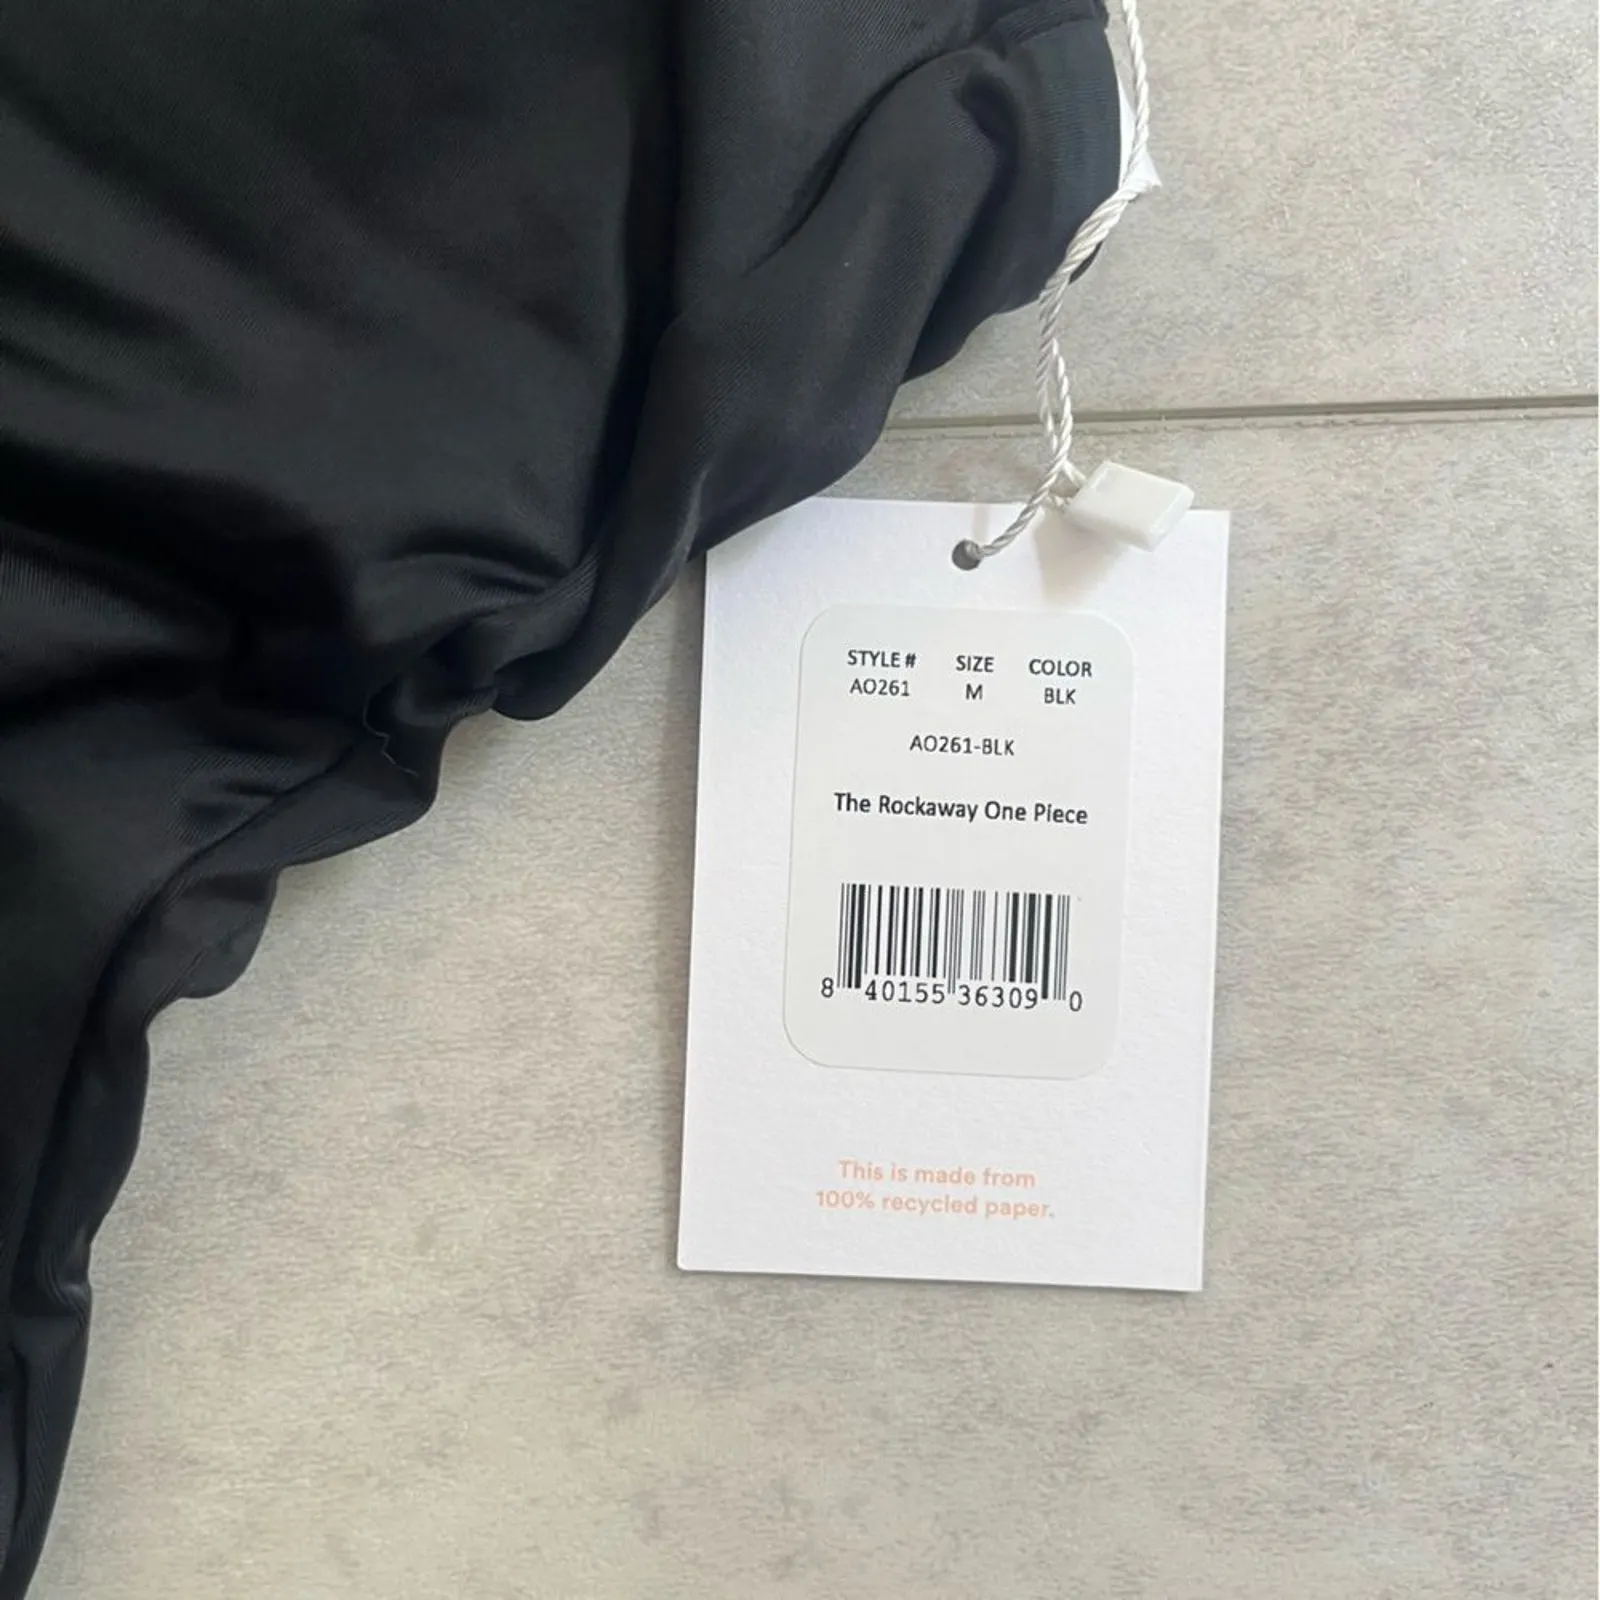 STYLE # SIZE COLOR
AO261 M BLK
AO261-BLK
The Rockaway One Piece
8 40155 36309 0
This is made from
100% recycled paper.